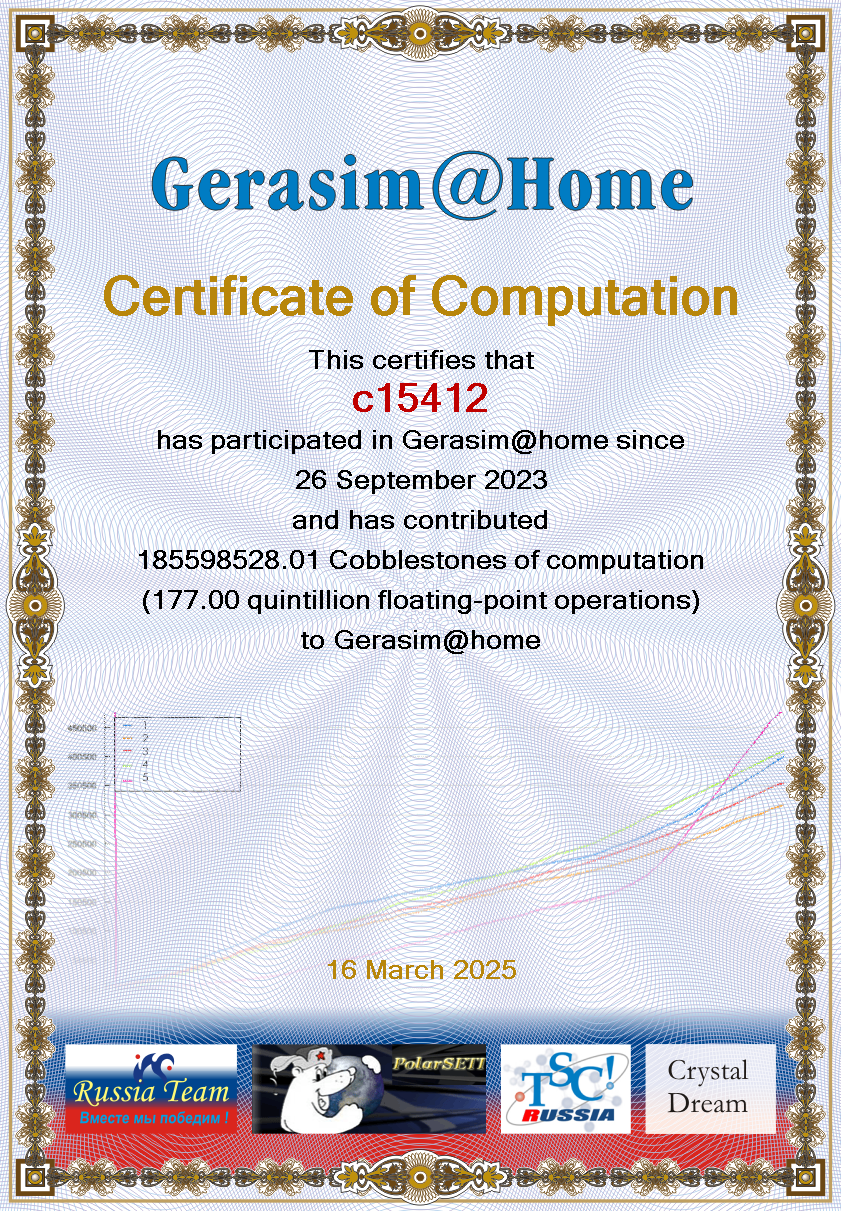 Gerasim@Home
Certificate of Computation
This certifies that
c15412
has participated in Gerasim@home since
26 September 2023
and has contributed
185598528.01 Cobblestones of computation
(177.00 quintillion floating-point operations)
to Gerasim@home
450500
400500
350500
300500
250500
200500
150500
1
2
3
4
5
16 March 2025
Russia Team
Вместе мы победим !
PolarSETI
TSC!
RUSSIA
Crystal
Dream